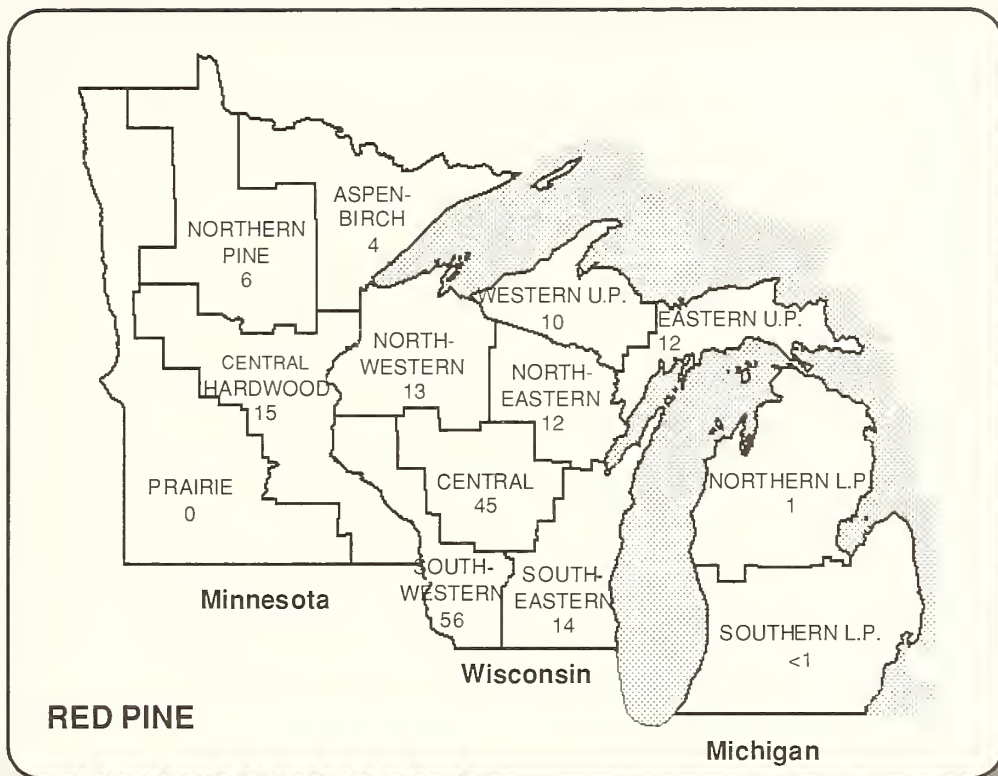 ASPEN-
BIRCH
4
NORTHERN
PINE
6
WESTERN U.P.
10
EASTERN U.P.
12
NORTH-
WESTERN
13
NORTH-
EASTERN
12
CENTRAL
HARDWOOD
15
PRAIRIE
0
CENTRAL
45
NORTHERN L.P.
1
SOUTH-
WESTERN
56
SOUTH-
EASTERN
14
SOUTHERN L.P.
<1
Minnesota
Wisconsin
Michigan
RED PINE